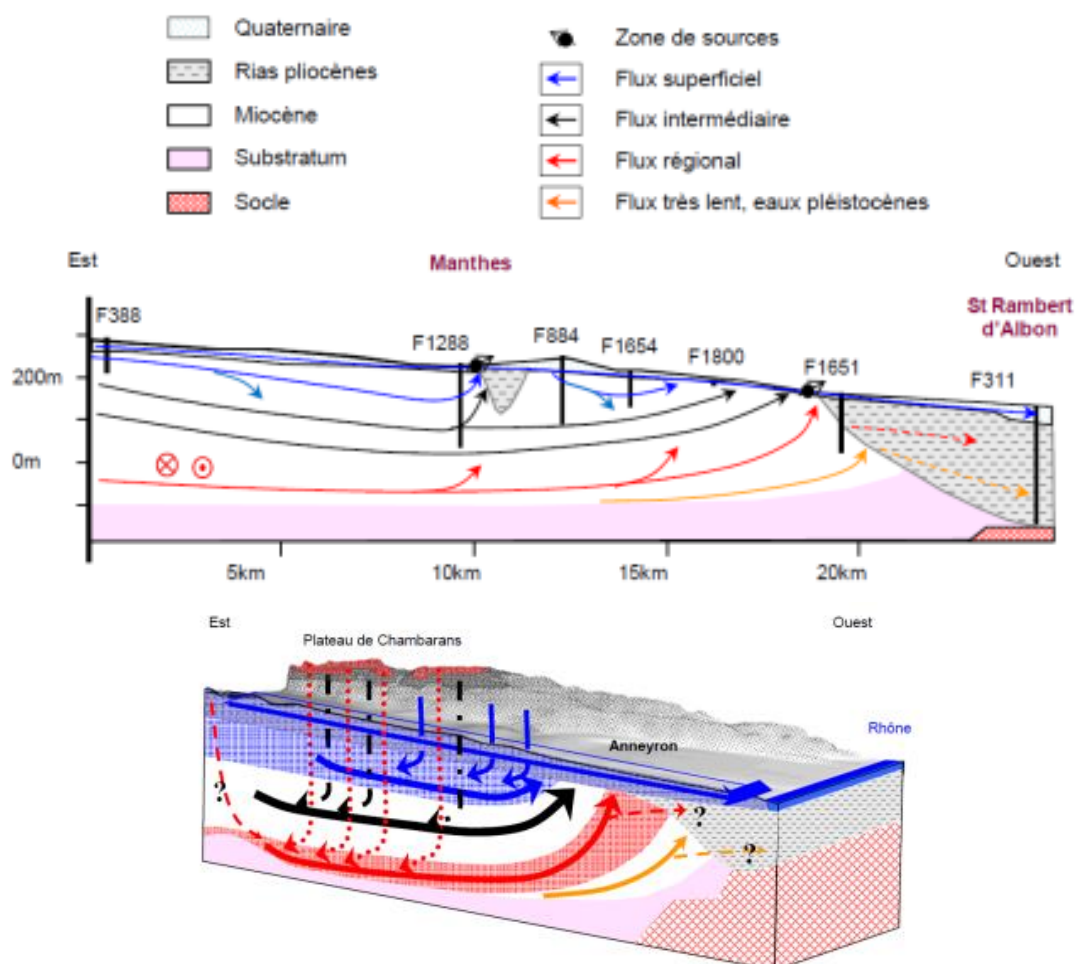 Quaternaire
Rias pliocènes
Miocène
Substratum
Socle
Zone de sources
Flux superficiel
Flux intermédiaire
Flux régional
Flux très lent, eaux pléistocènes
Est
Manthes
Ouest
St Rambert
d'Albon
F388
F1288
F884
F1654
F1800
F1651
F311
200m
0m
5km
10km
15km
20km
Est
Ouest
Plateau de Chambarans
Anneyron
Rhône
?
?
?